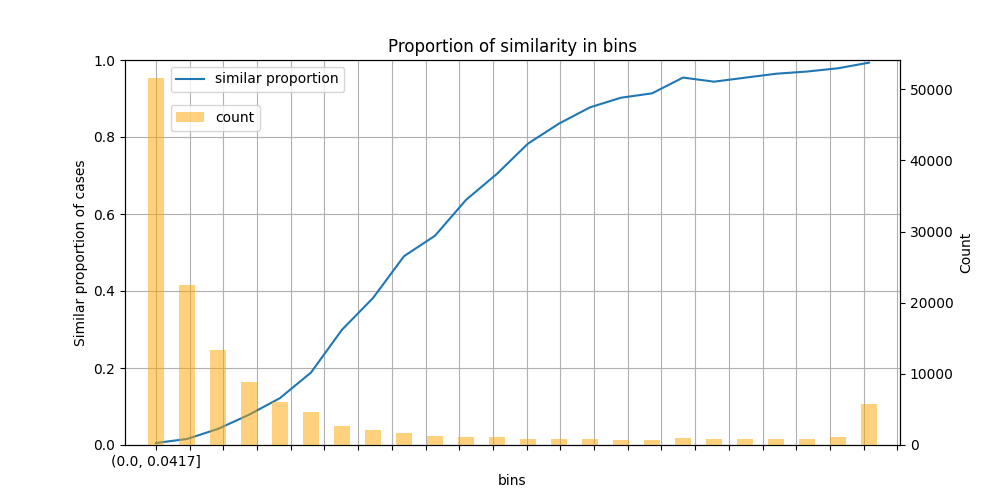 Proportion of similarity in bins
similar proportion
count
1.0
0.8
0.6
0.4
0.2
0.0
Similar proportion of cases
50000
40000
30000
20000
10000
0
Count
(0.0, 0.0417]
bins